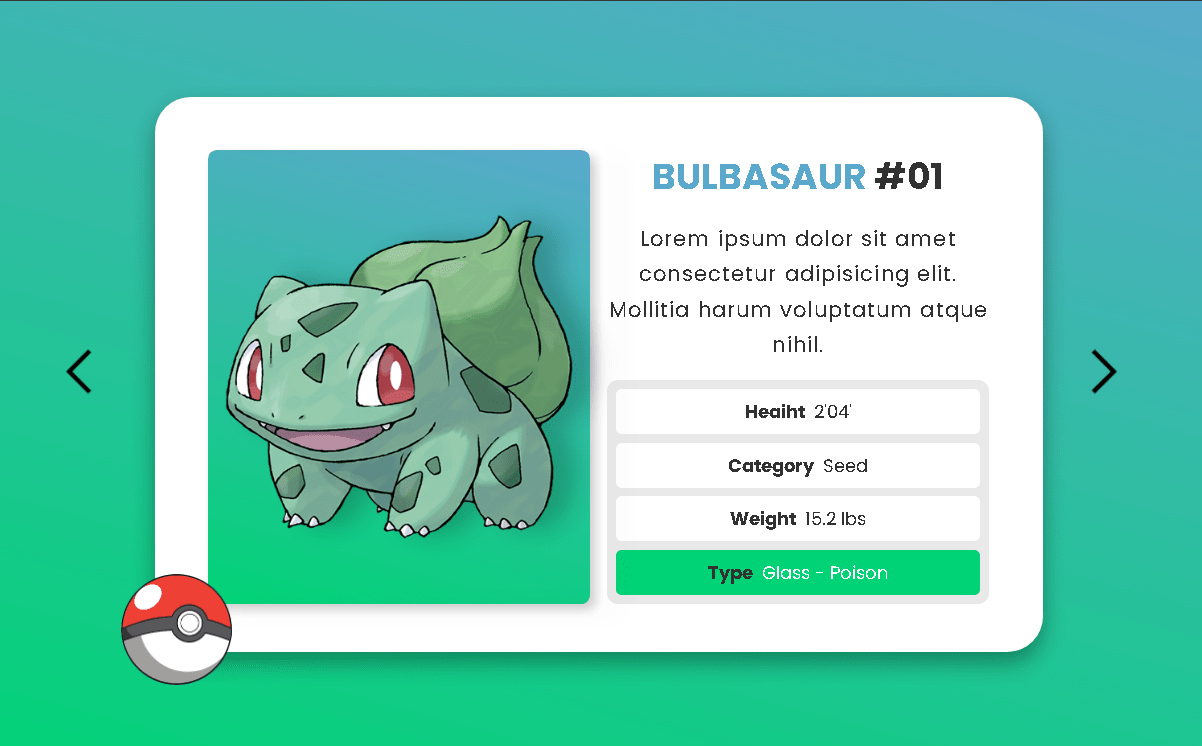 BULBASAUR #01
Lorem ipsum dolor sit amet
consectetur adipisicing elit.
Mollitia harum voluptatum atque
nihil.
Heaiht 2'04'
Category Seed
Weight 15.2 lbs
Type Glass - Poison